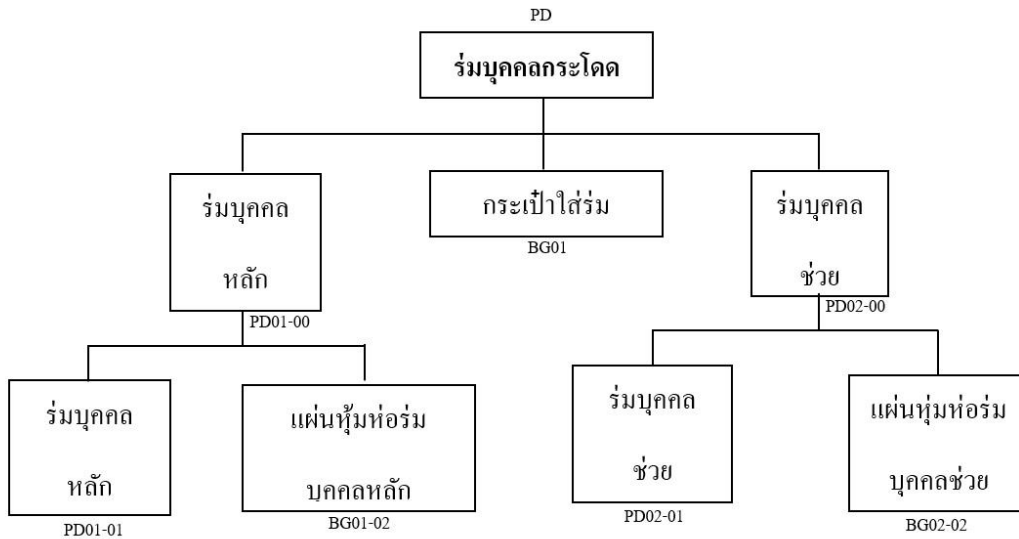 PD
ร่มบุคคลกระโดด
ร่มบุคคล
หลัก
PD01-00
กระเป๋าใส่ร่ม
BG01
ร่มบุคคล
ช่วย
PD02-00
ร่มบุคคล
หลัก
PD01-01
แผ่นหุ้มห่อร่ม
บุคคลหลัก
BG01-02
ร่มบุคคล
ช่วย
PD02-01
แผ่นหุ่มห่อร่ม
บุคคลช่วย
BG02-02